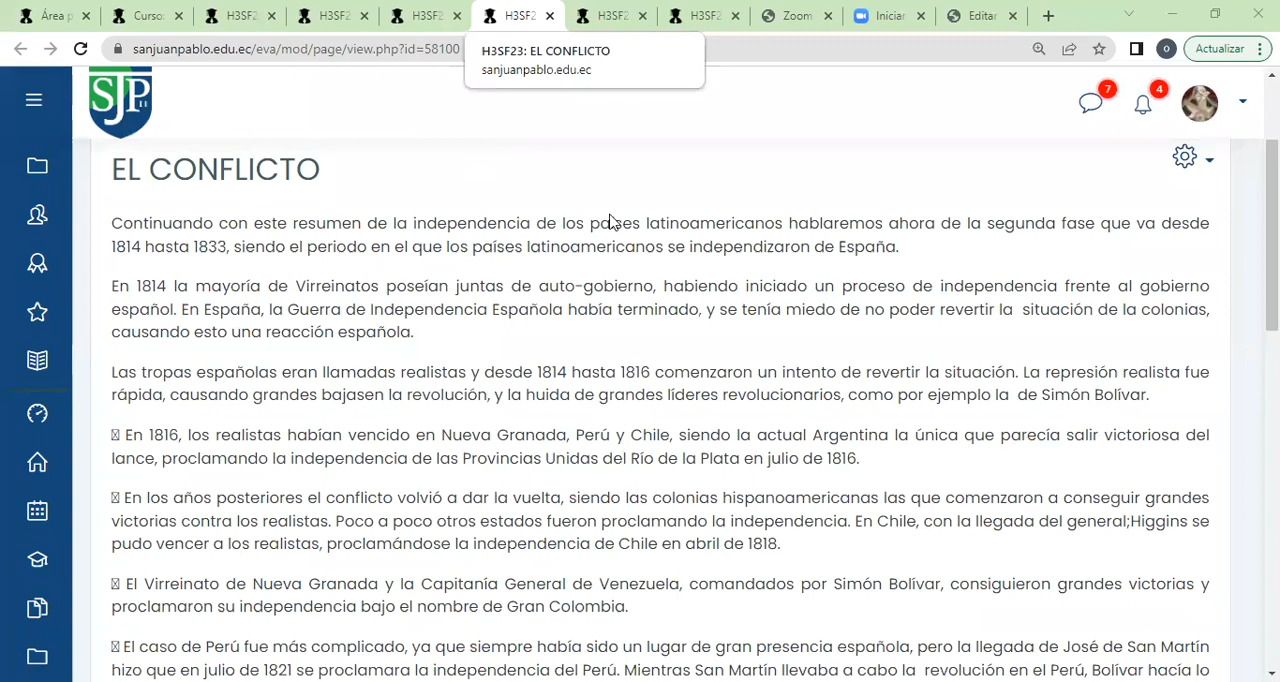 Área p
Curso:
H3SF2
H3SF2
H3SF2
H3SF2
H3SF2
H3SF2
Zoom
Iniciar
Editar
sanjuanpablo.edu.ec/eva/mod/page/view.php?id=58100
o
Actualizar
H3SF23: EL CONFLICTO
sanjuanpablo.edu.ec
SJP II
7
4
EL CONFLICTO
Continuando con este resumen de la independencia de los países latinoamericanos hablaremos ahora de la segunda fase que va desde
1814 hasta 1833, siendo el periodo en el que los países latinoamericanos se independizaron de España.
En 1814 la mayoría de Virreinatos poseían juntas de auto-gobierno, habiendo iniciado un proceso de independencia frente al gobierno
español. En España, la Guerra de Independencia Española había terminado, y se tenía miedo de no poder revertir la situación de la colonias,
causando esto una reacción española.
Las tropas españolas eran llamadas realistas y desde 1814 hasta 1816 comenzaron un intento de revertir la situación. La represión realista fue
rápida, causando grandes bajasen la revolución, y la huida de grandes líderes revolucionarios, como por ejemplo la de Simón Bolívar.
En 1816, los realistas habían vencido en Nueva Granada, Perú y Chile, siendo la actual Argentina la única que parecía salir victoriosa del
lance, proclamando la independencia de las Provincias Unidas del Río de la Plata en julio de 1816.
En los años posteriores el conflicto volvió a dar la vuelta, siendo las colonias hispanoamericanas las que comenzaron a conseguir grandes
victorias contra los realistas. Poco a poco otros estados fueron proclamando la independencia. En Chile, con la llegada del general;Higgins se
pudo vencer a los realistas, proclamándose la independencia de Chile en abril de 1818.
El Virreinato de Nueva Granada y la Capitanía General de Venezuela, comandados por Simón Bolívar, consiguieron grandes victorias y
proclamaron su independencia bajo el nombre de Gran Colombia.
El caso de Perú fue más complicado, ya que siempre había sido un lugar de gran presencia española, pero la llegada de José de San Martín
hizo que en julio de 1821 se proclamara la independencia del Perú. Mientras San Martín llevaba a cabo la revolución en el Perú, Bolívar hacía lo